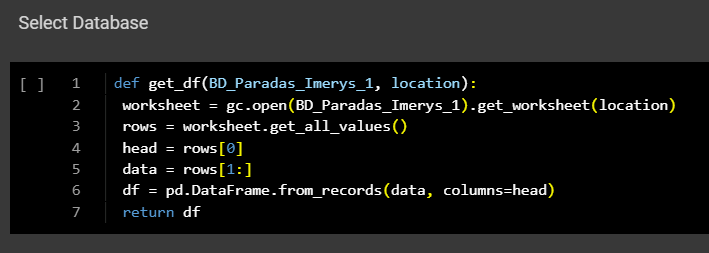 Select Database
[ ] 1 def get_df(BD_Paradas_Imerys_1, location):
2 worksheet = gc.open(BD_Paradas_Imerys_1).get_worksheet(location)
3 rows = worksheet.get_all_values()
4 head = rows[0]
5 data = rows[1:]
6 df = pd.DataFrame.from_records(data, columns=head)
7 return df